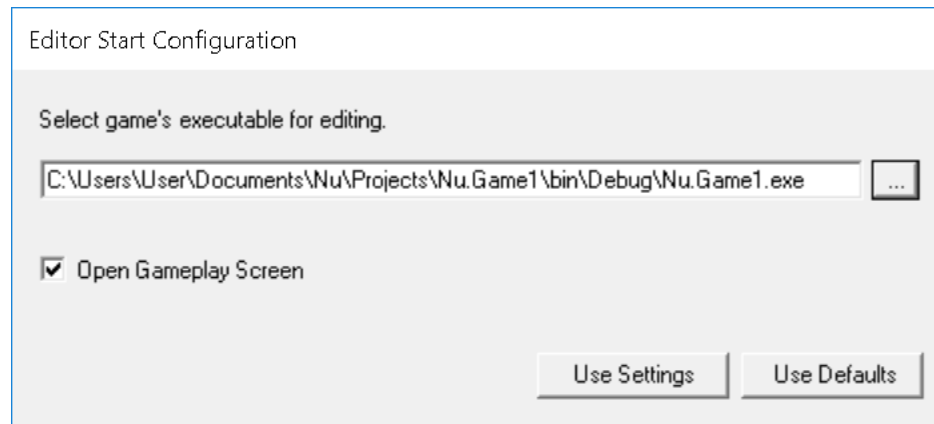 Editor Start Configuration
Select game's executable for editing.
C:\Users\User\Documents\Nu\Projects\Nu.Game1\bin\Debug\Nu.Game1.exe ...
Open Gameplay Screen
Use Settings Use Defaults